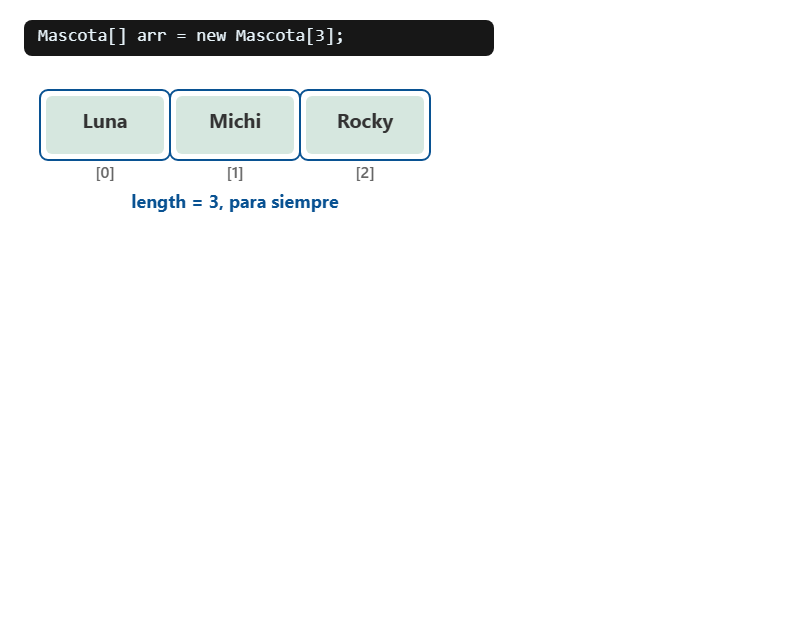 Mascota[] arr = new Mascota[3];
Luna Michi Rocky
[0] [1] [2]
length = 3, para siempre